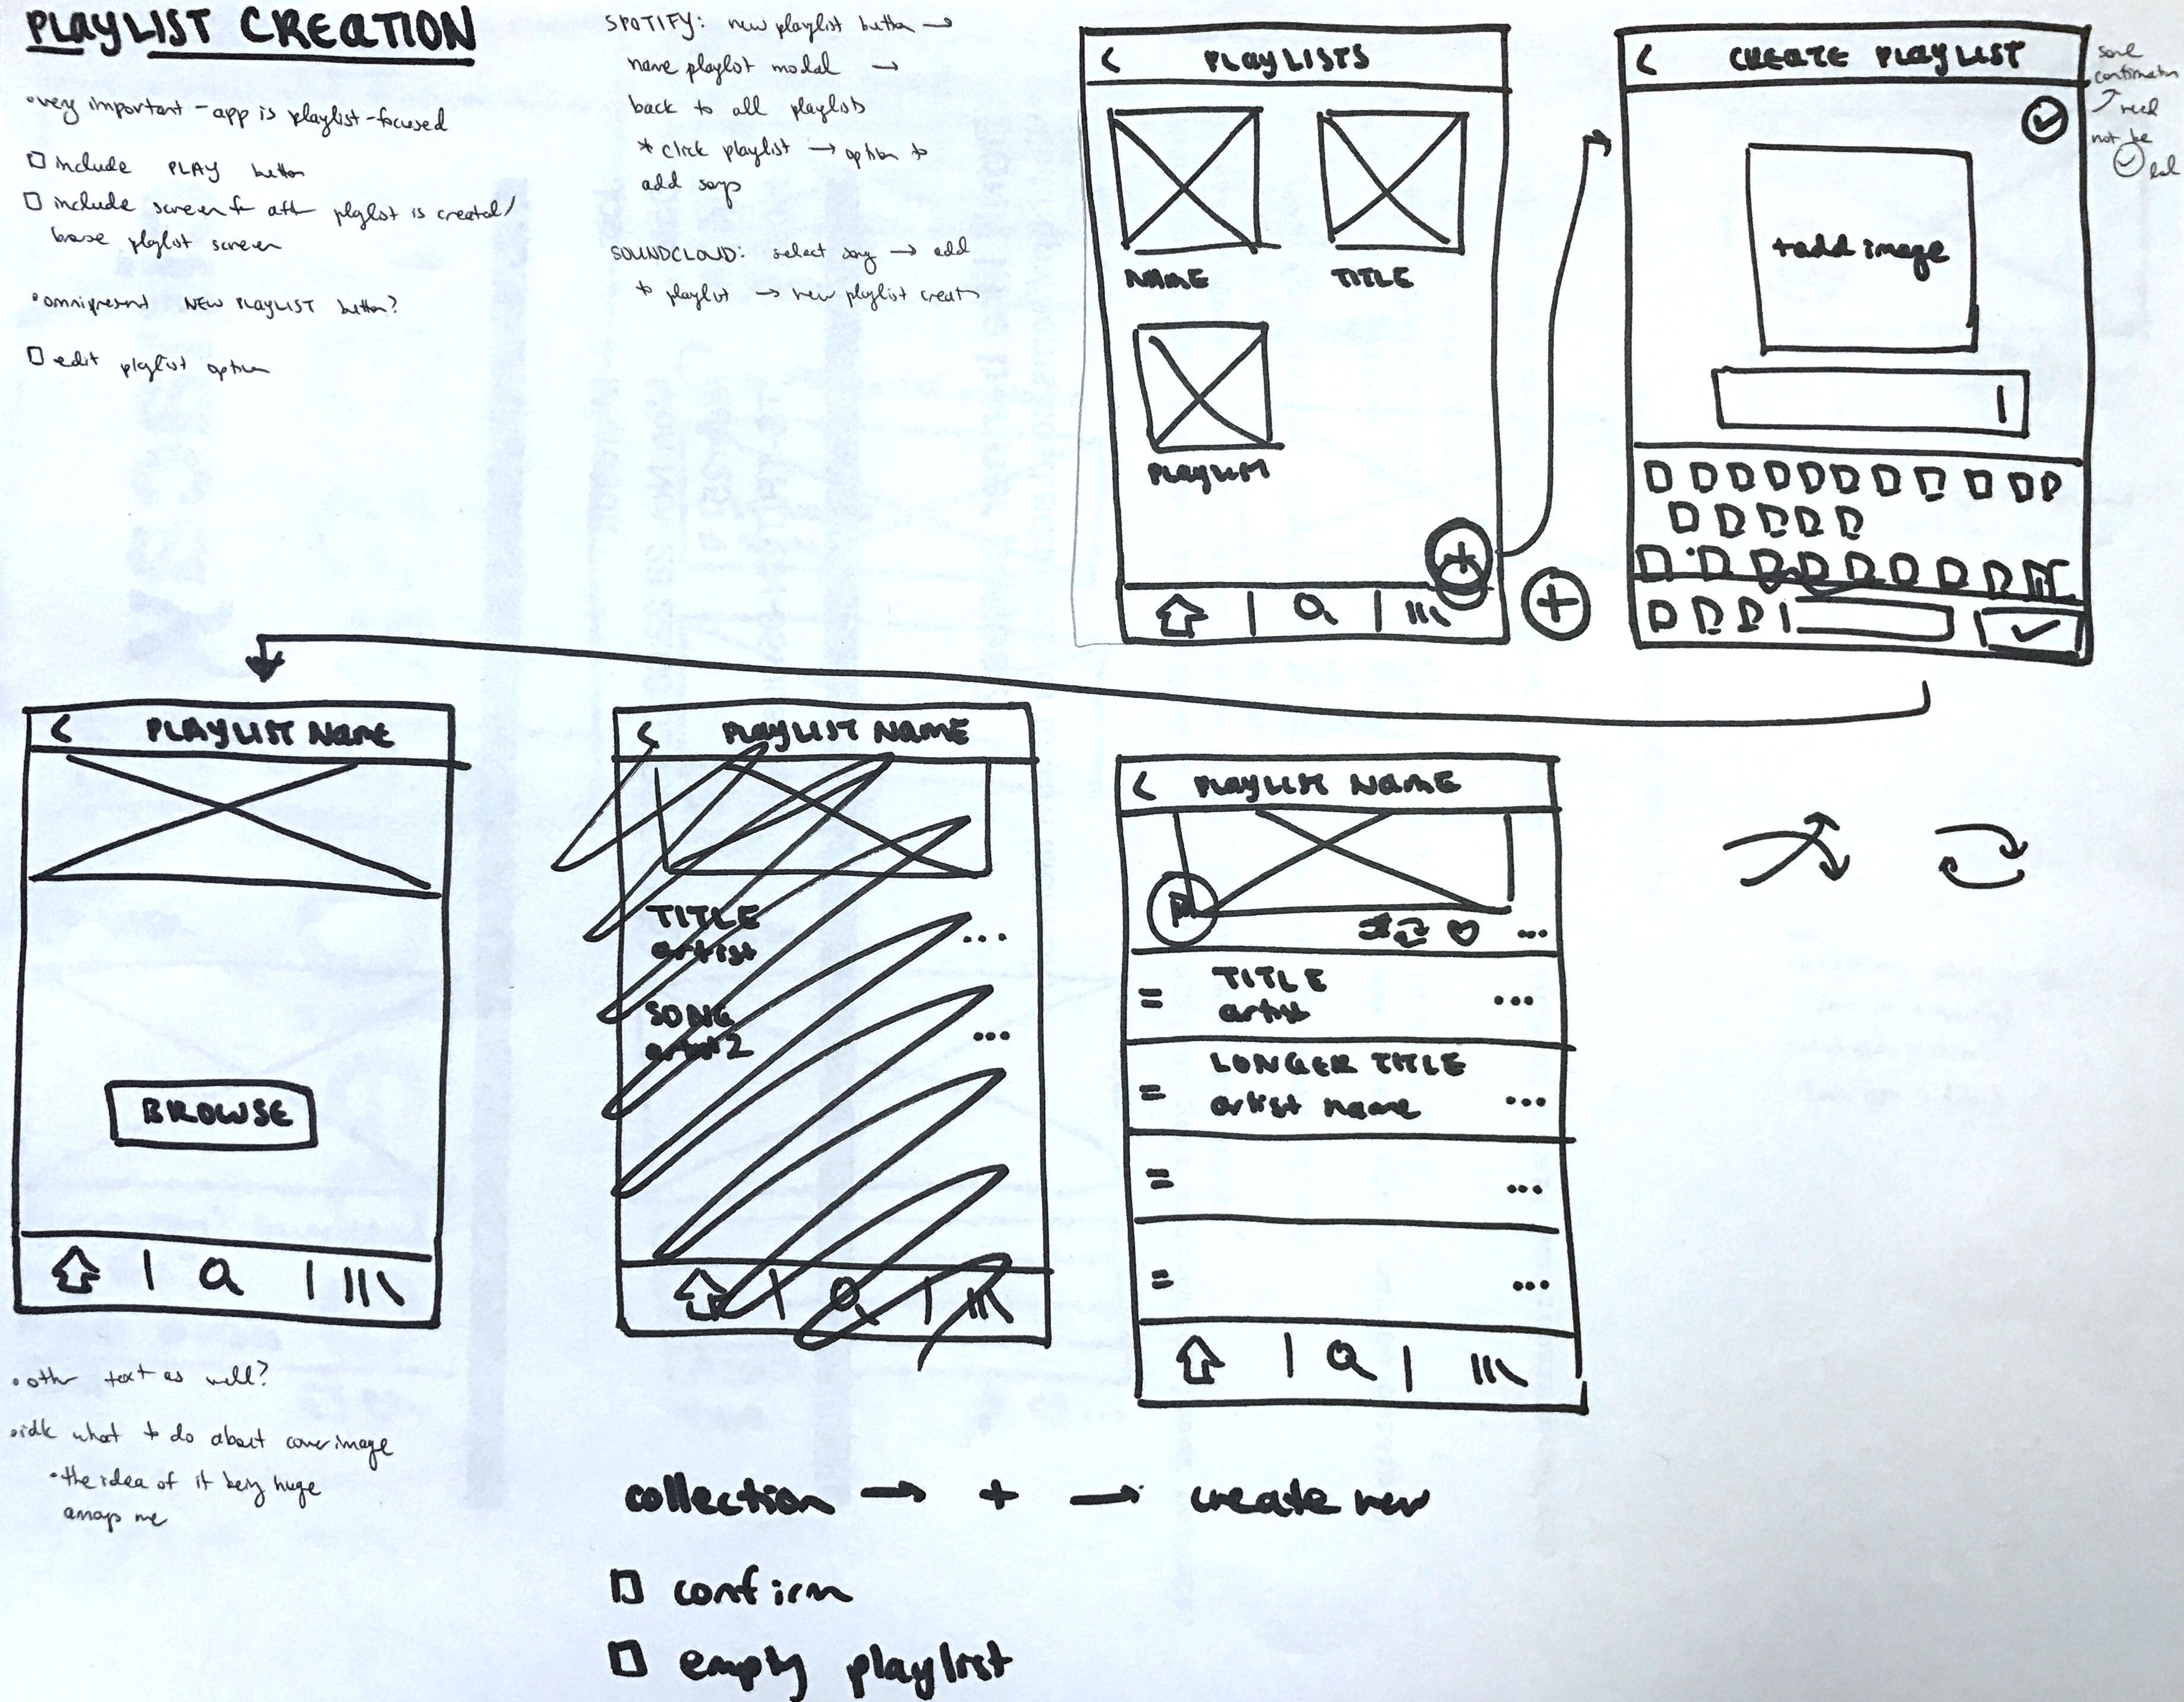 PLAYLIST CREATION
•very important - app is playlist-focused
include PLAY button
include screen for after playlist is created/
base playlist screen
•omnipresent NEW PLAYLIST button?
edit playlist option
SPOTIFY: new playlist button →
name playlist modal →
back to all playlists
* click playlist → option to
add songs
SOUNDCLOUD: select song → add
to playlist → new playlist create
< PLAYLISTS
NAME
TITLE
PLAYLIST
< CREATE PLAYLIST
+add image
confirmation
need
not be
lol
< PLAYLIST NAME
BROWSE
•other text as well?
•idk what to do about cover image
•the idea of it being huge
annoys me
< PLAYLIST NAME
TITLE
artist
...
SONG
artist 2
...
< PLAYLIST NAME
...
TITLE
artist
...
LONGER TITLE
artist name
...
...
...
collection → + → create new
confirm
empty playlist